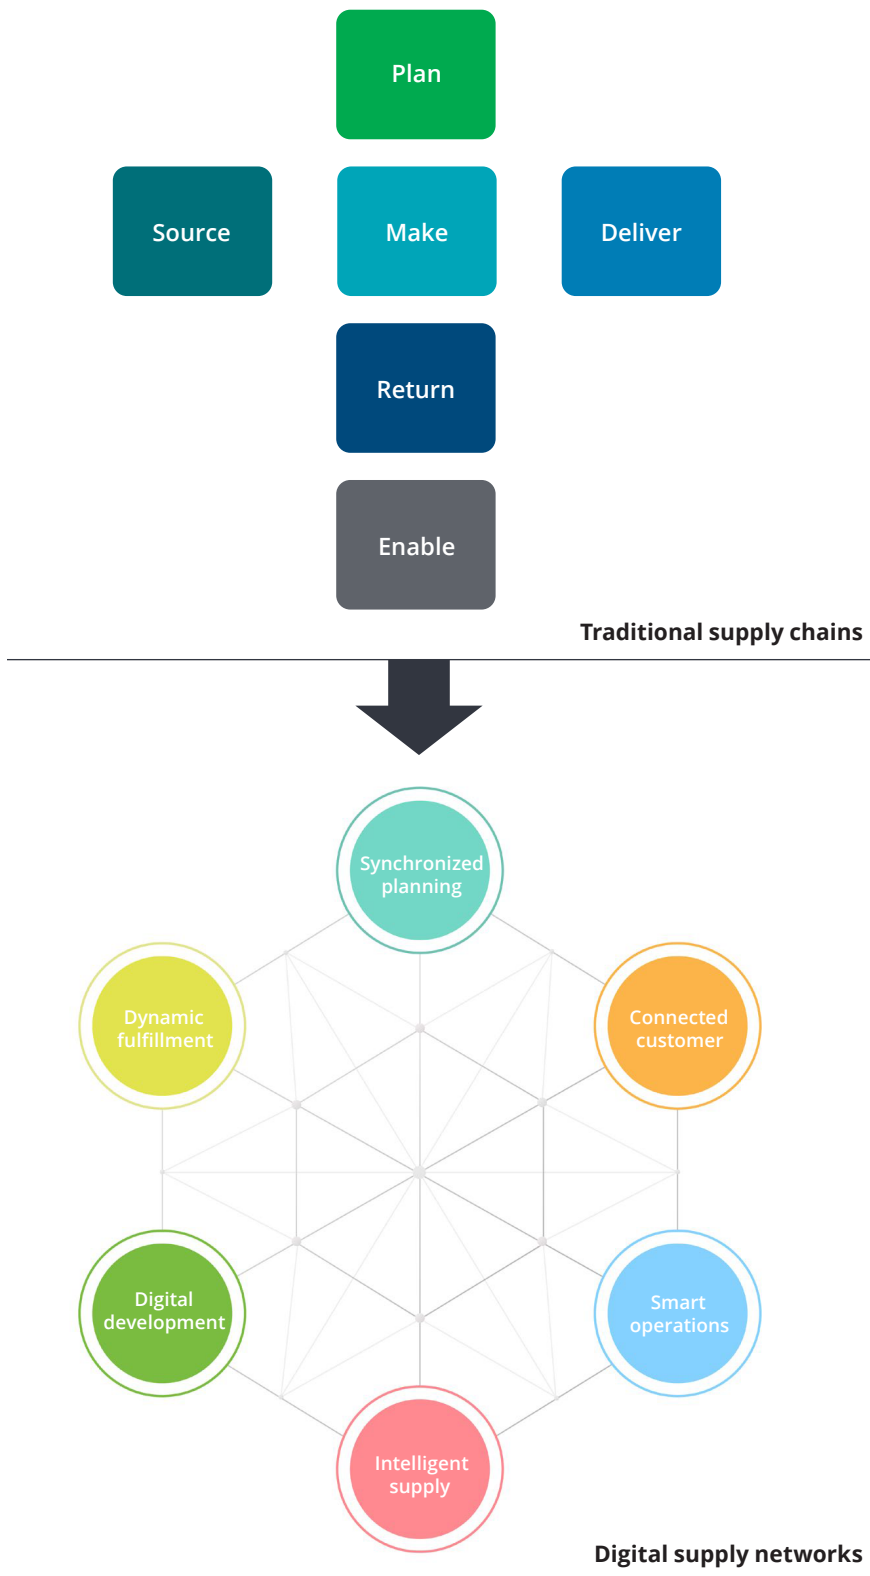 Plan
Source
Make
Deliver
Return
Enable
Traditional supply chains
Synchronized
planning
Dynamic
fulfillment
Connected
customer
Digital
development
Smart
operations
Intelligent
supply
Digital supply networks